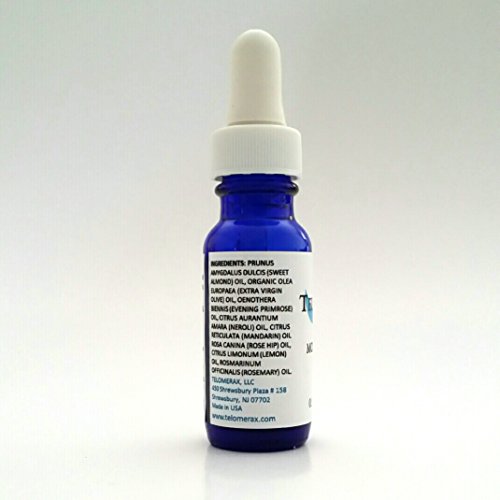 INGREDIENTS: PRUNUS
AMYGDALUS DULCIS (SWEET
ALMOND) OIL, ORGANIC OLEA
EUROPAEA (EXTRA VIRGIN
OLIVE) OIL, OENOTHERA
BIENNIS (EVENING PRIMROSE)
OIL, CITRUS AURANTIUM
AMARA (NEROLI) OIL, CITRUS
RETICULATA (MANDARIN) OIL,
ROSA CANINA (ROSE HIP) OIL,
CITRUS LIMONUM (LEMON)
OIL, ROSMARINUM
OFFICINALIS (ROSEMARY) OIL.
TELOMERAX, LLC
450 Shrewsbury Plaza # 158
Shrewsbury, NJ 07702
Made in USA
www.telomerax.com